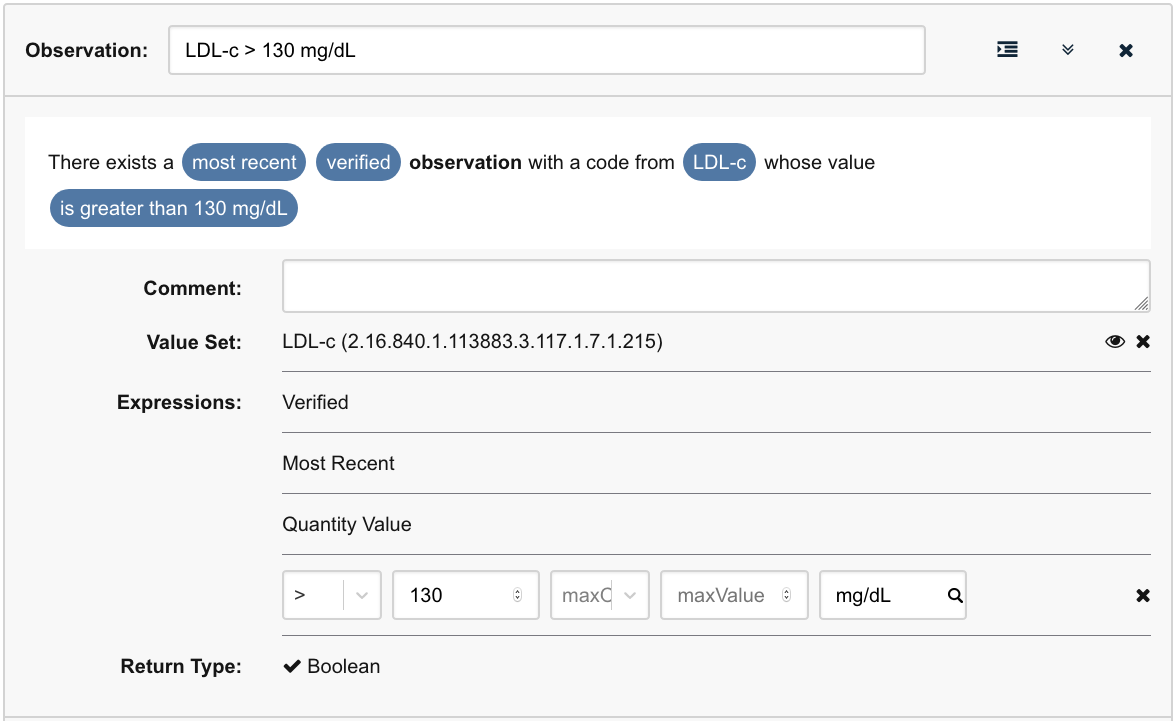 Observation: LDL-c > 130 mg/dL
There exists a most recent verified observation with a code from LDL-c whose value
is greater than 130 mg/dL
Comment:
Value Set: LDL-c (2.16.840.1.113883.3.117.1.7.1.215)
Expressions: Verified
Most Recent
Quantity Value
> 130 maxC maxValue mg/dL
Return Type: Boolean